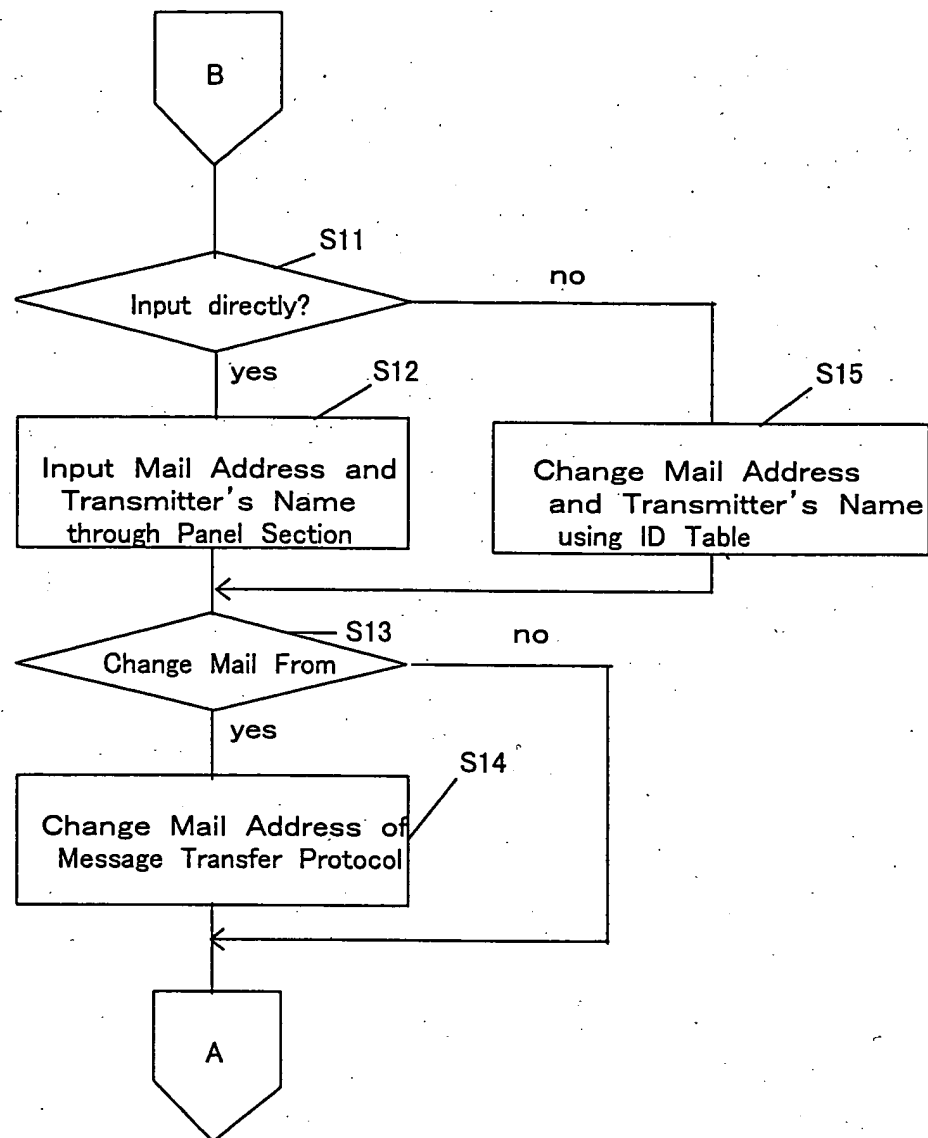 B
S11
Input directly?
no
yes
S12
S15
Input Mail Address and
Transmitter's Name
through Panel Section
Change Mail Address
and Transmitter's Name
using ID Table
S13
no
Change Mail From
yes
S14
Change Mail Address of
Message Transfer Protocol
A